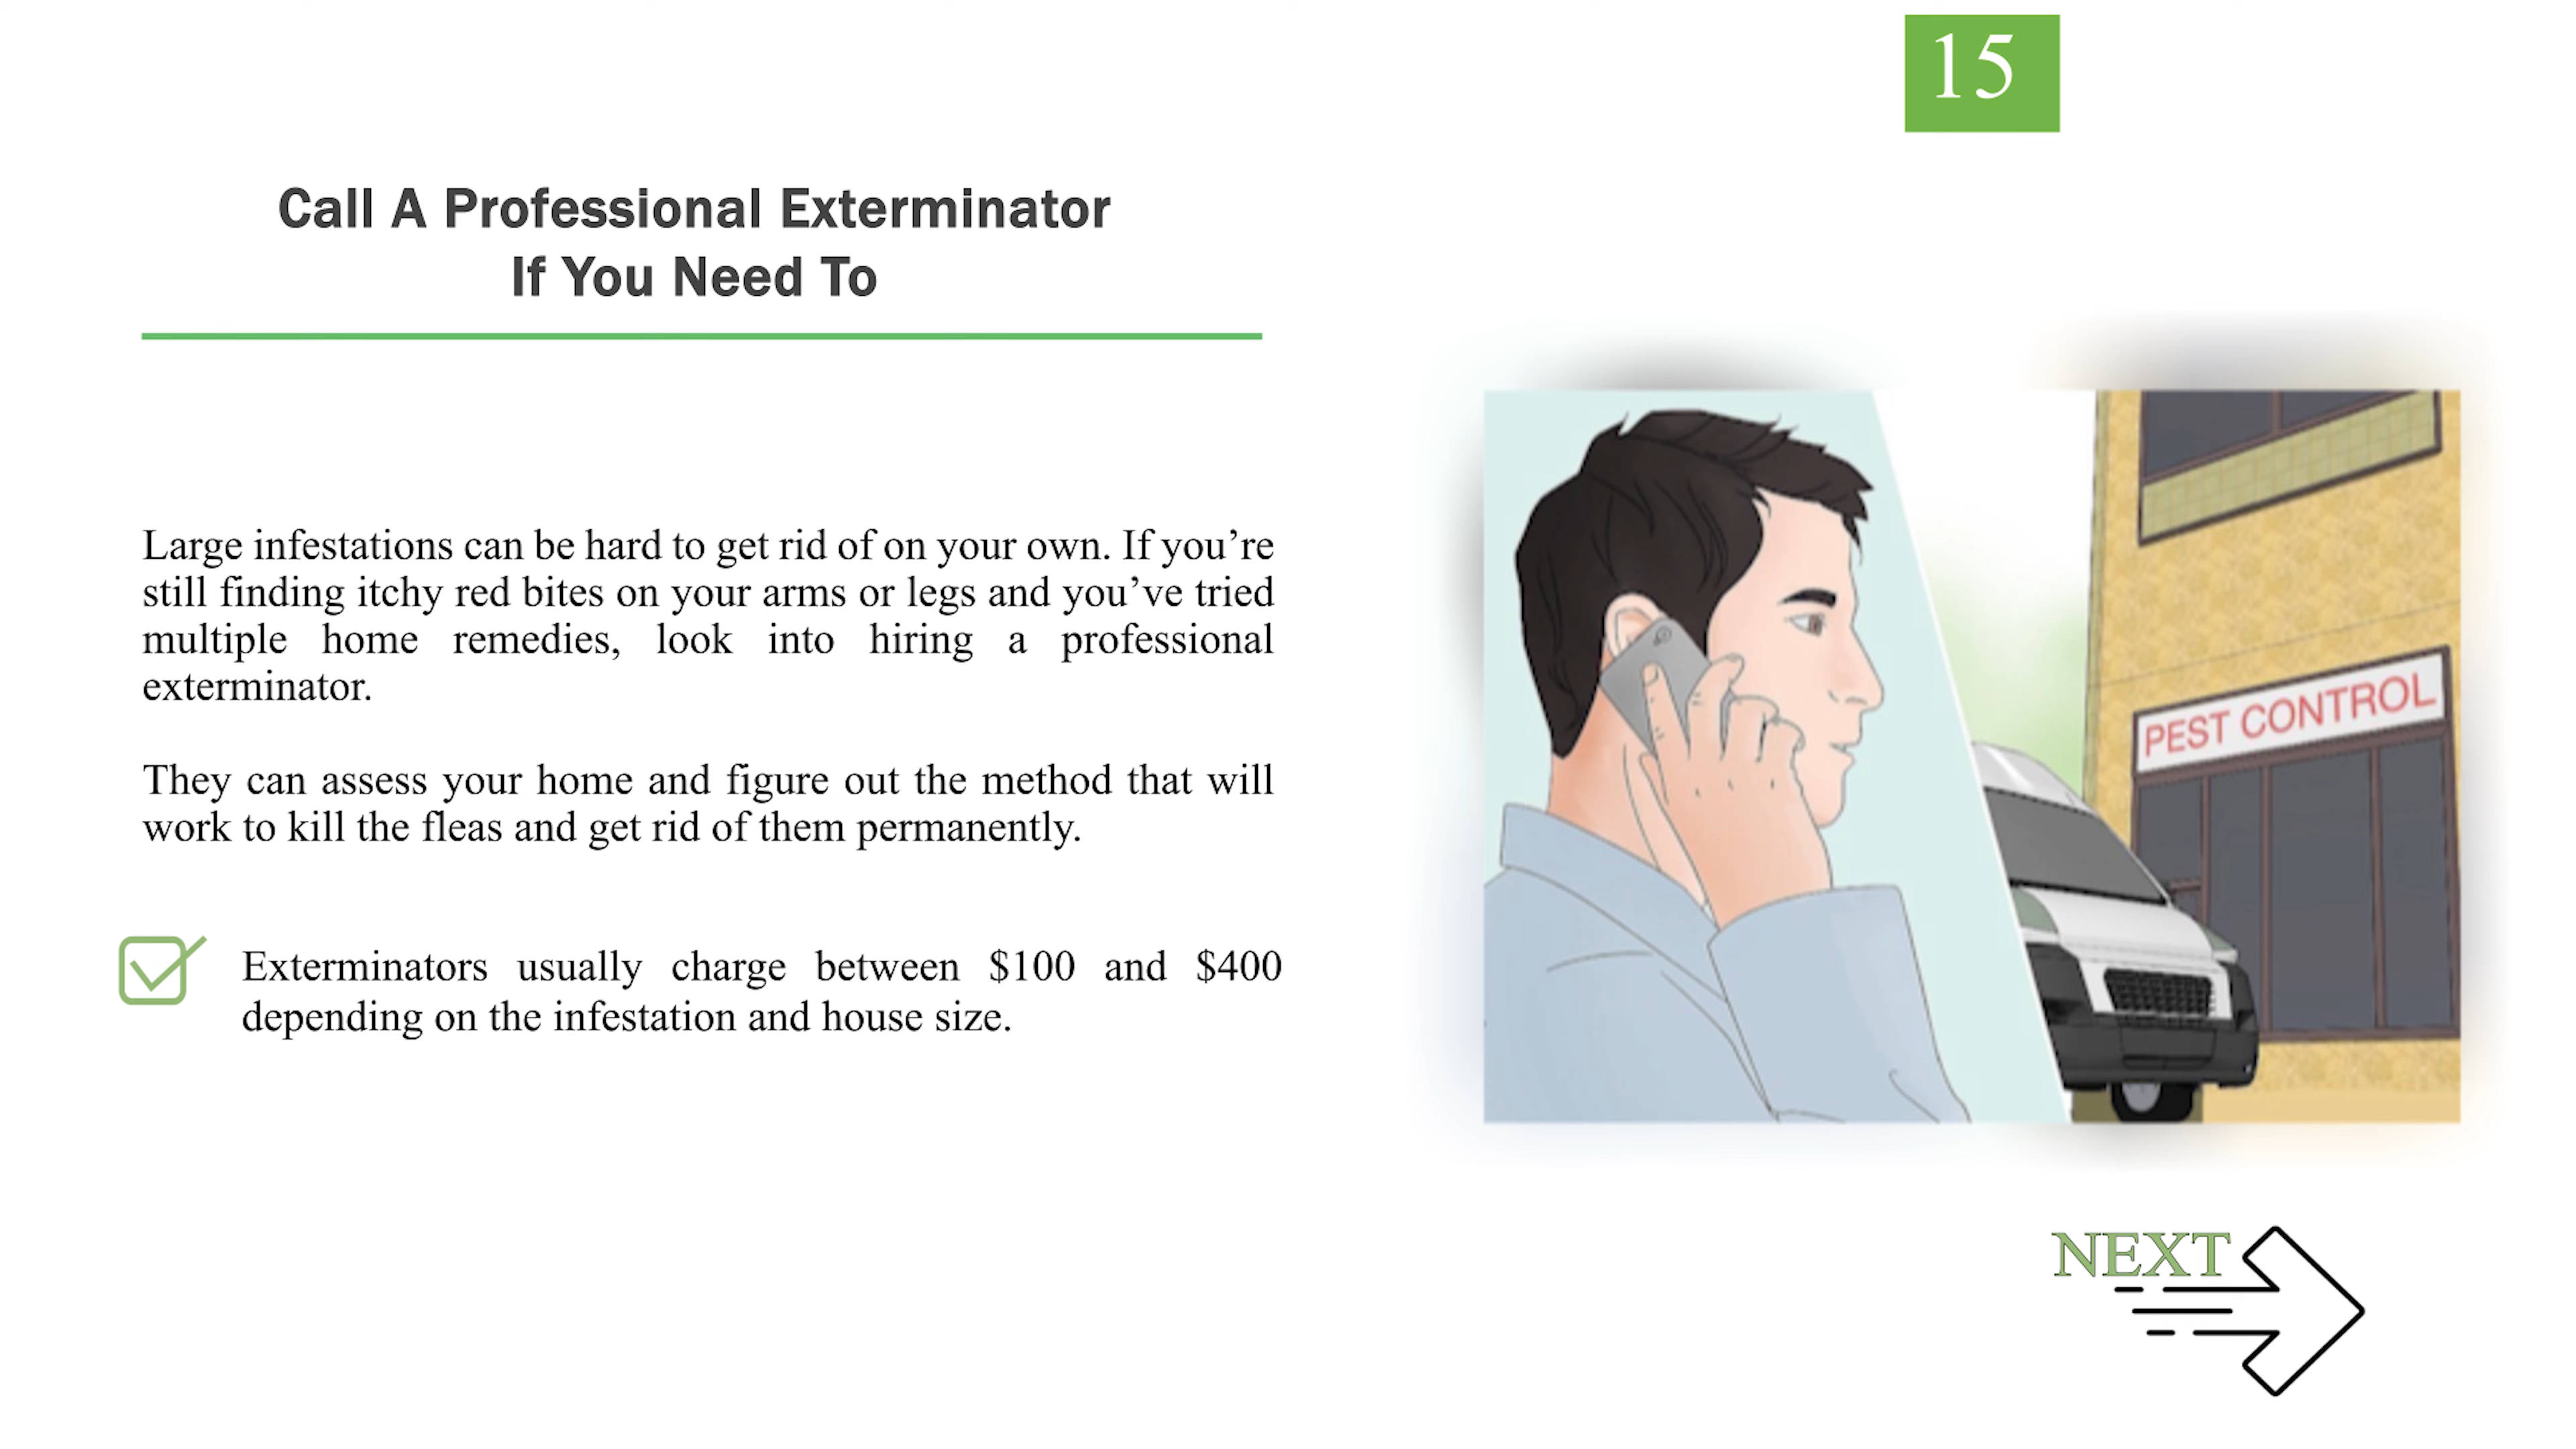 15
Call A Professional Exterminator
If You Need To
Large infestations can be hard to get rid of on your own. If you’re
still finding itchy red bites on your arms or legs and you’ve tried
multiple home remedies, look into hiring a professional
exterminator.
They can assess your home and figure out the method that will
work to kill the fleas and get rid of them permanently.
Exterminators usually charge between $100 and $400
depending on the infestation and house size.
PEST CONTROL
NEXT